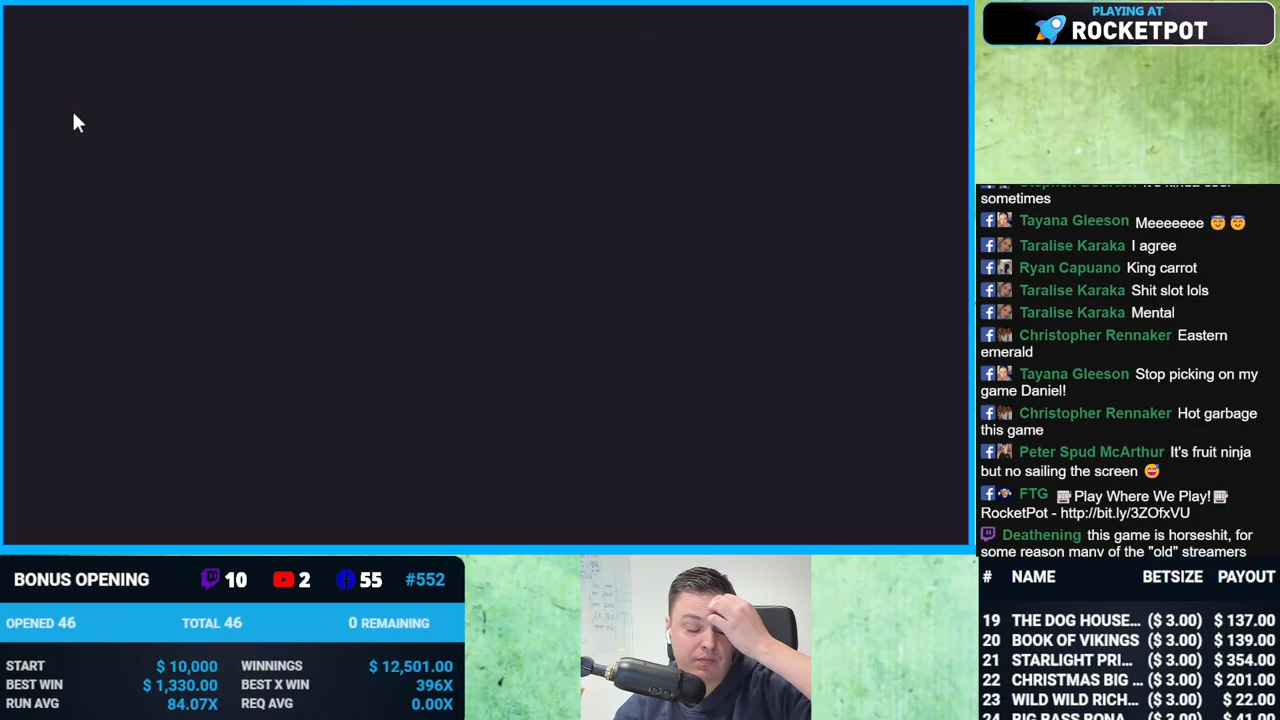 PLAYING AT
ROCKETPOT
sometimes
Tayana Gleeson Meeeeeee
Taralise Karaka I agree
Ryan Capuano King carrot
Taralise Karaka Shit slot lols
Taralise Karaka Mental
Christopher Rennaker Eastern
emerald
Tayana Gleeson Stop picking on my
game Daniel!
Christopher Rennaker Hot garbage
this game
Peter Spud McArthur It's fruit ninja
but no sailing the screen
FTG Play Where We Play!
RocketPot - http://bit.ly/3ZOfxVU
Deathening this game is horseshit, for
some reason many of the "old" streamers
BONUS OPENING 10 2 55 #552
OPENED 46 TOTAL 46 0 REMAINING
START $ 10,000 WINNINGS $ 12,501.00
BEST WIN $ 1,330.00 BEST X WIN 396X
RUN AVG 84.07X REQ AVG 0.00X
# NAME BETSIZE PAYOUT
19 THE DOG HOUSE... ($ 3.00) $ 137.00
20 BOOK OF VIKINGS ($ 3.00) $ 139.00
21 STARLIGHT PRI... ($ 3.00) $ 354.00
22 CHRISTMAS BIG ... ($ 3.00) $ 201.00
23 WILD WILD RICH... ($ 3.00) $ 22.00